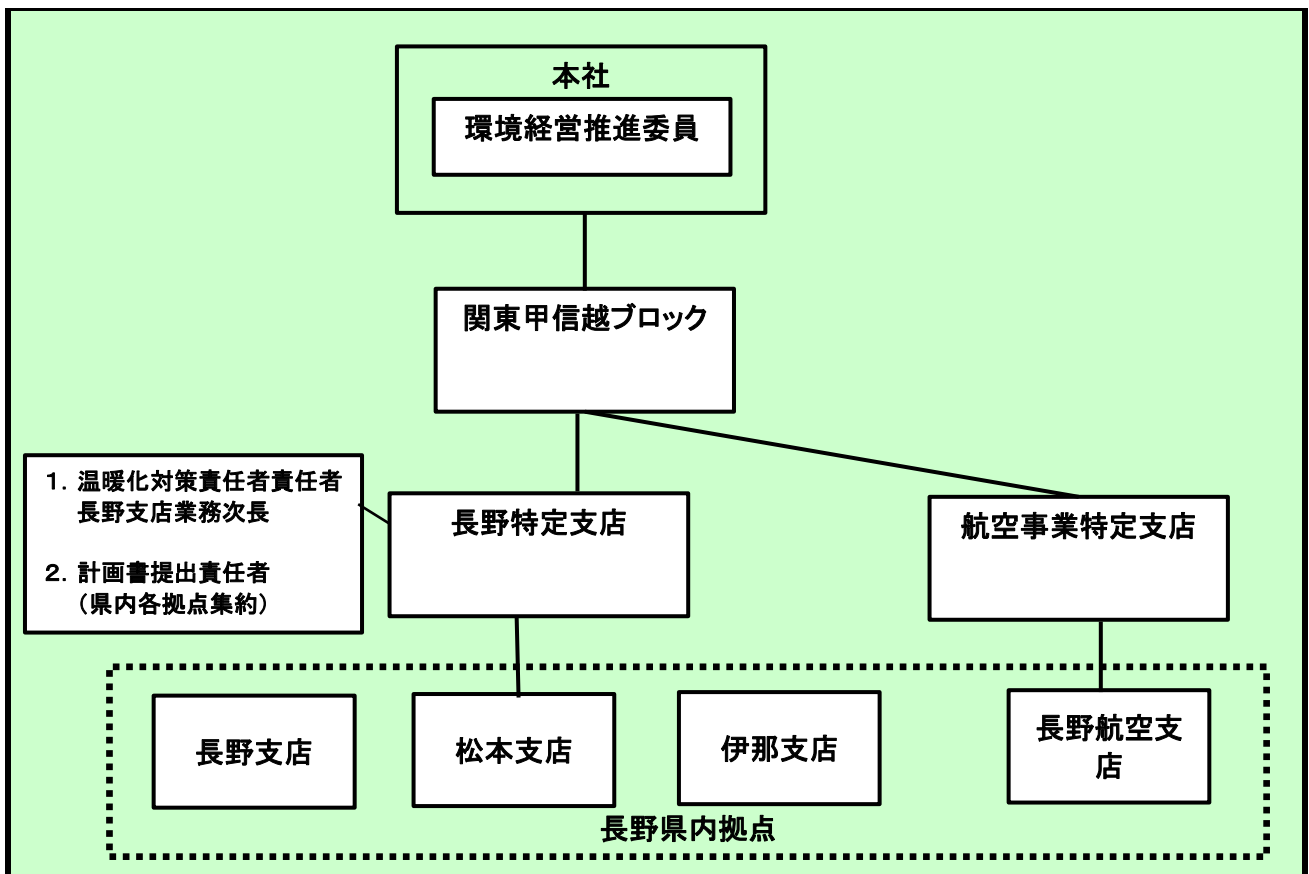 本社
環境経営推進委員
関東甲信越ブロック
1. 温暖化対策責任者責任者
長野支店業務次長
2. 計画書提出責任者
(県内各拠点集約)
長野特定支店
航空事業特定支店
長野支店
松本支店
伊那支店
長野航空支
店
長野県内拠点